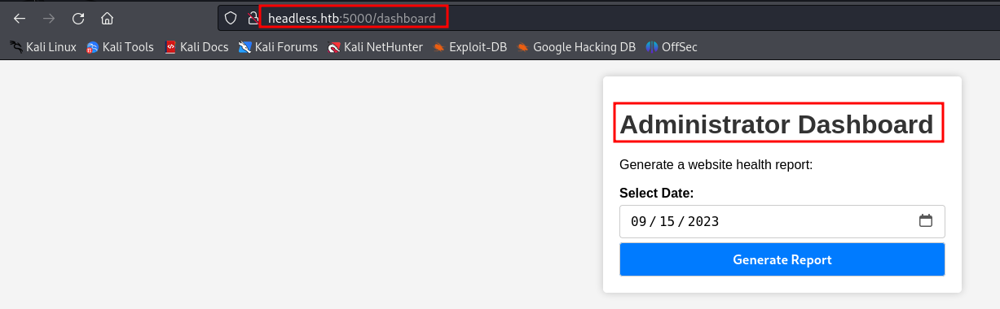 headless.htb:5000/dashboard
Kali Linux Kali Tools Kali Docs Kali Forums Kali NetHunter Exploit-DB Google Hacking DB OffSec
Administrator Dashboard
Generate a website health report:
Select Date:
09/15/2023
Generate Report